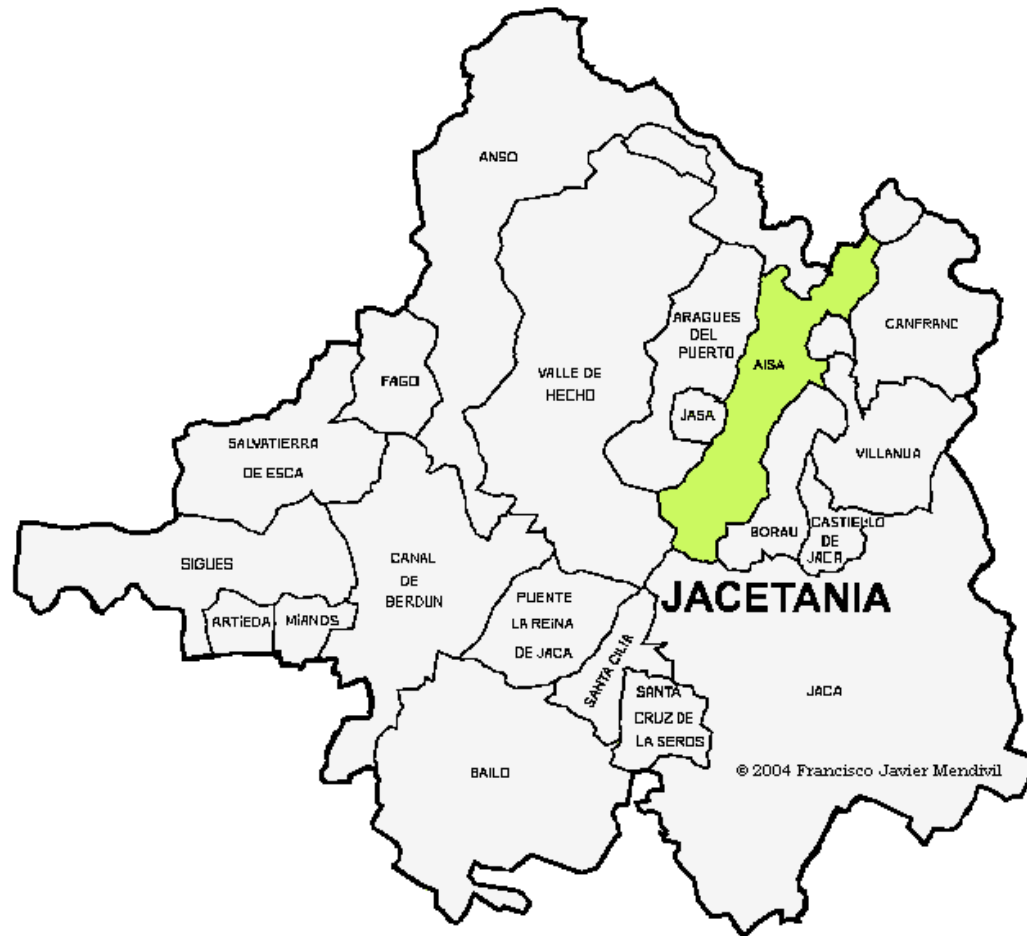 ANSO
ARAGUES
DEL
PUERTO
CANFRANC
AISA
VALLE DE
HECHO
FAGO
JASA
SALVATIERRA
DE ESCA
VILLANUA
BORAU
CASTIELLO
DE
JACA
SIGUES
CANAL
DE
BERDUN
JACETANIA
PUENTE
LA REINA
DE JACA
ARTIEDA
MIANOS
SANTA CILIA
SANTA
CRUZ DE
LA SEROS
JACA
BAILO
© 2004 Francisco Javier Mendivil